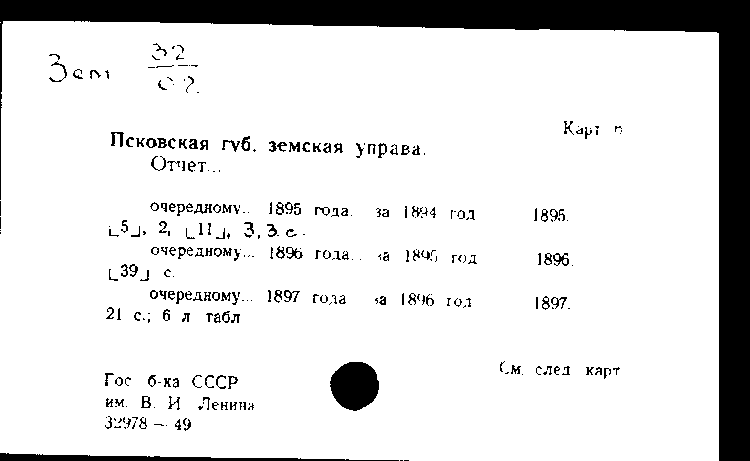 Зем 32
02
Карт п
Псковская губ. земская управа.
Отчет...
очередному... 1895 года. за 1894 год 1895.
[5], 2, [11], 3, 3 с.
очередному... 1896 года... за 1895 год 1896.
[39] с.
очередному... 1897 года за 1896 год 1897.
21 с.; 6 л табл
См. след карт
Гос б-ка СССР
им. В. И Ленина
32978 — 49